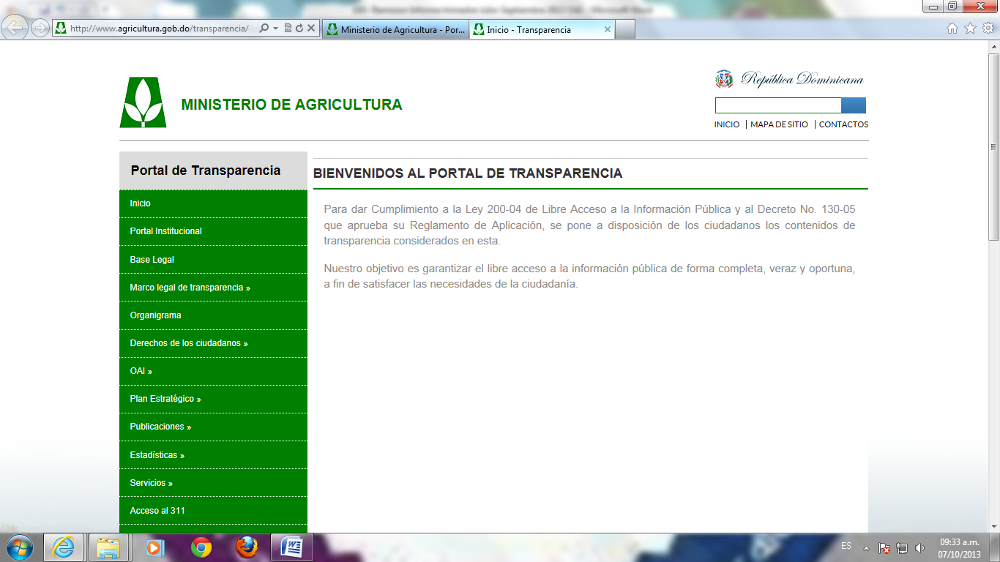 http://www.agricultura.gob.do/transparencia/
Ministerio de Agricultura - Por...
Inicio - Transparencia
MINISTERIO DE AGRICULTURA
República Dominicana
INICIO | MAPA DE SITIO | CONTACTOS
Portal de Transparencia
Inicio
Portal Institucional
Base Legal
Marco legal de transparencia »
Organigrama
Derechos de los ciudadanos »
OAI »
Plan Estratégico »
Publicaciones »
Estadísticas »
Servicios »
Acceso al 311
BIENVENIDOS AL PORTAL DE TRANSPARENCIA
Para dar Cumplimiento a la Ley 200-04 de Libre Acceso a la Información Pública y al Decreto No. 130-05
que aprueba su Reglamento de Aplicación, se pone a disposición de los ciudadanos los contenidos de
transparencia considerados en esta.
Nuestro objetivo es garantizar el libre acceso a la información pública de forma completa, veraz y oportuna,
a fin de satisfacer las necesidades de la ciudadanía.
ES
09:33 a.m.
07/10/2013